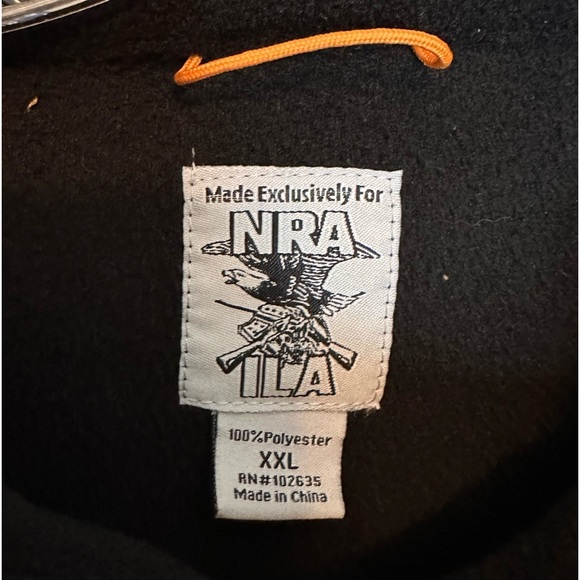 Made Exclusively For
NRA
ILA
100%Polyester
XXL
RN#102635
Made in China